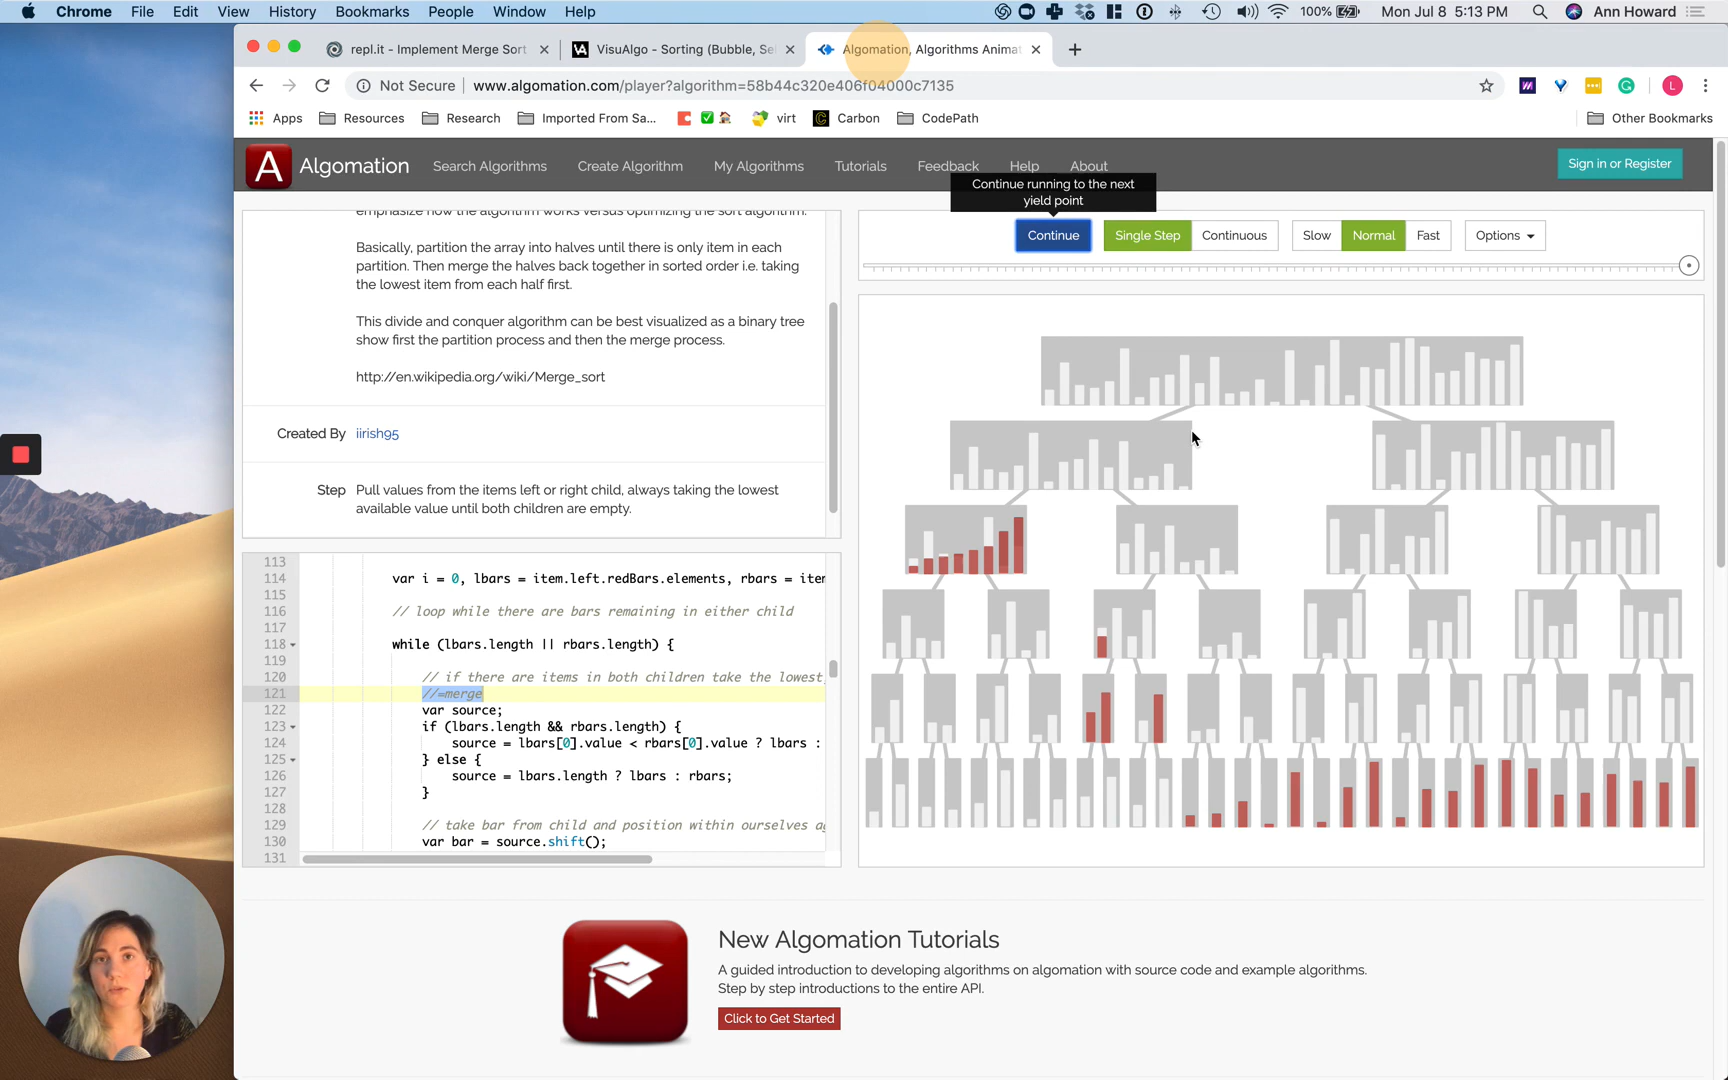 Chrome File Edit View History Bookmarks People Window Help 100% Mon Jul 8 5:13 PM Ann Howard
repl.it - Implement Merge Sort
VisuAlgo - Sorting (Bubble, Se
Algomation, Algorithms Animat
Not Secure www.algomation.com/player?algorithm=58b44c320e406f04000c7135
Apps Resources Research Imported From Sa... virt Carbon CodePath Other Bookmarks
A Algomation Search Algorithms Create Algorithm My Algorithms Tutorials Feedback Help About Sign in or Register
Continue running to the next
yield point
Continue Single Step Continuous Slow Normal Fast Options
emphasize how the algorithm works versus optimizing the sort algorithm.
Basically, partition the array into halves until there is only item in each
partition. Then merge the halves back together in sorted order i.e. taking
the lowest item from each half first.
This divide and conquer algorithm can be best visualized as a binary tree
show first the partition process and then the merge process.
http://en.wikipedia.org/wiki/Merge_sort
Created By iirish95
Step Pull values from the items left or right child, always taking the lowest
available value until both children are empty.
113
114 var i = 0, lbars = item.left.redBars.elements, rbars = item
115
116 // loop while there are bars remaining in either child
117
118 while (lbars.length || rbars.length) {
119
120 // if there are items in both children take the lowest
121 //=merge
122 var source;
123 if (lbars.length && rbars.length) {
124 source = lbars[0].value < rbars[0].value ? lbars :
125 } else {
126 source = lbars.length ? lbars : rbars;
127 }
128
129 // take bar from child and position within ourselves ag
130 var bar = source.shift();
131
New Algomation Tutorials
A guided introduction to developing algorithms on algomation with source code and example algorithms.
Step by step introductions to the entire API.
Click to Get Started